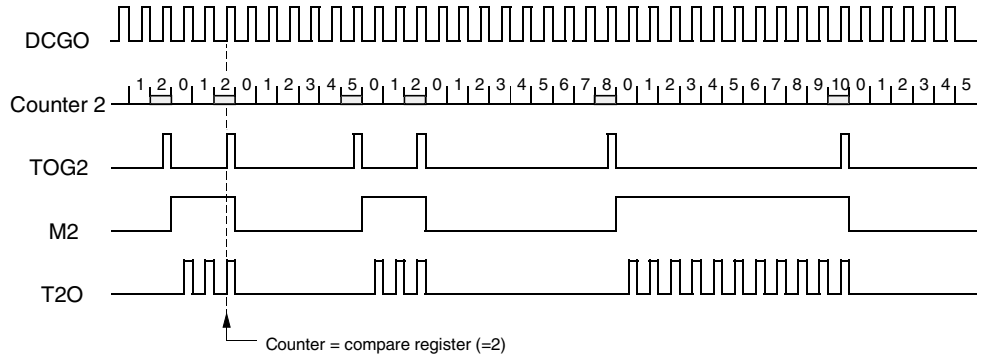 DCGO
Counter 2 1 2 0 1 2 0 1 2 3 4 5 0 1 2 0 1 2 3 4 5 6 7 8 0 1 2 3 4 5 6 7 8 9 10 0 1 2 3 4 5
TOG2
M2
T2O
Counter = compare register (=2)